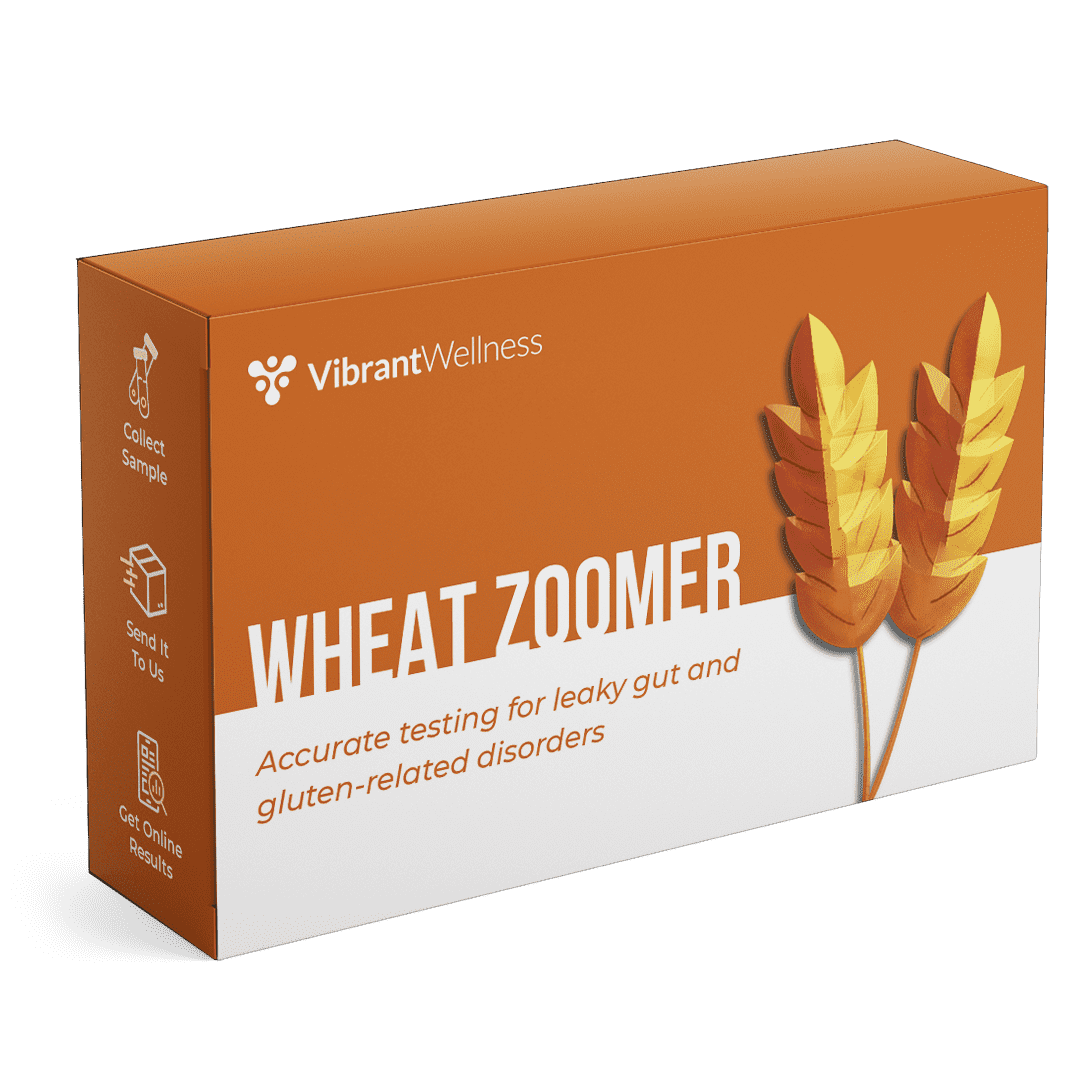 VibrantWellness
WHEAT ZOOMER
Accurate testing for leaky gut and
gluten-related disorders
Collect
Sample
Send It
To Us
Get Online
Results